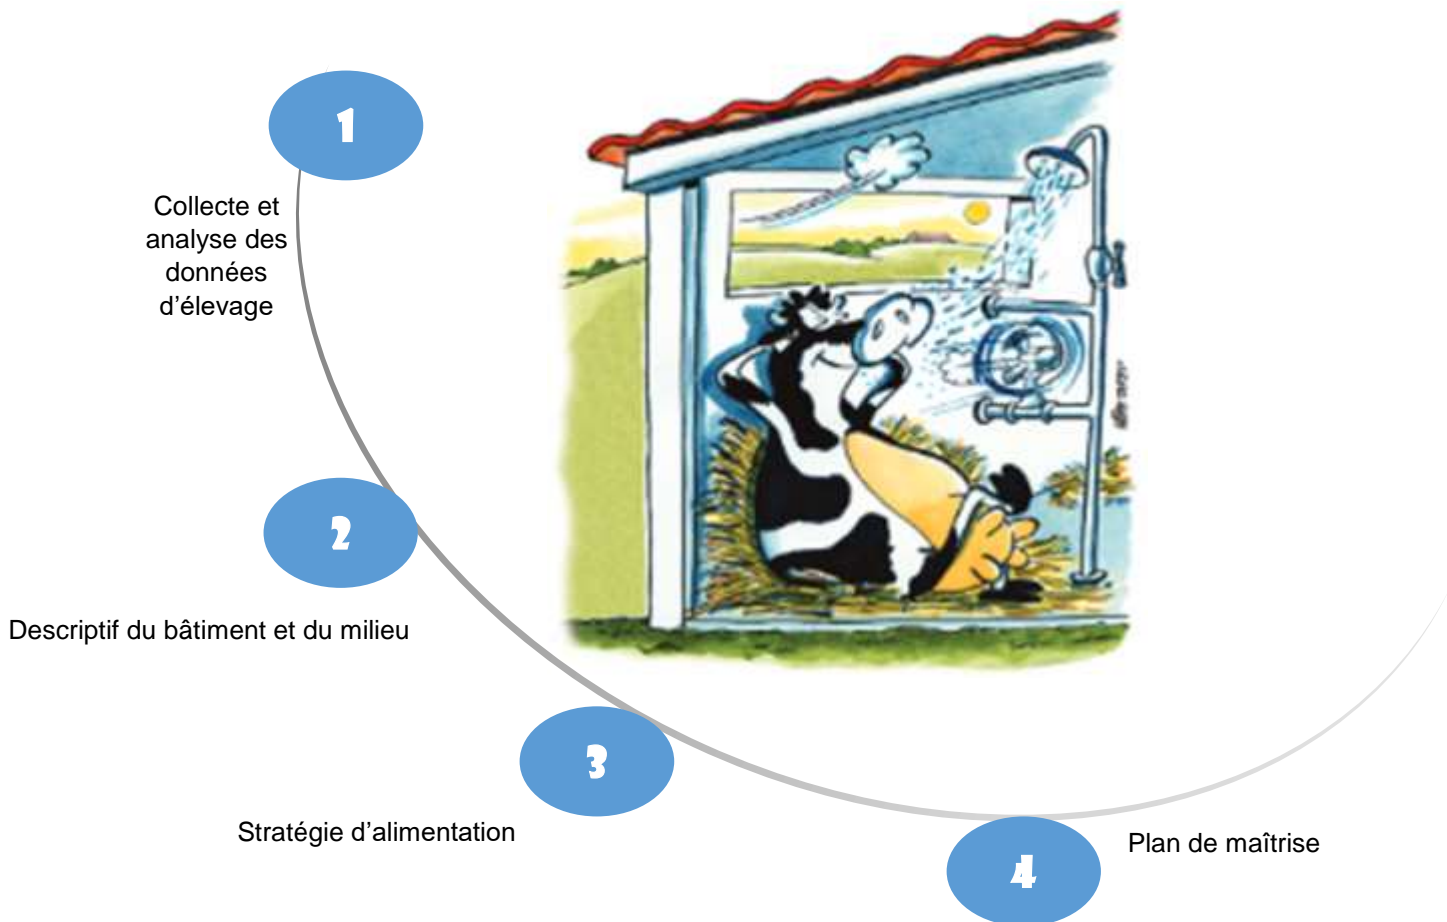 1
Collecte et
analyse des
données
d’élevage
2
Descriptif du bâtiment et du milieu
3
Stratégie d’alimentation
4
Plan de maîtrise